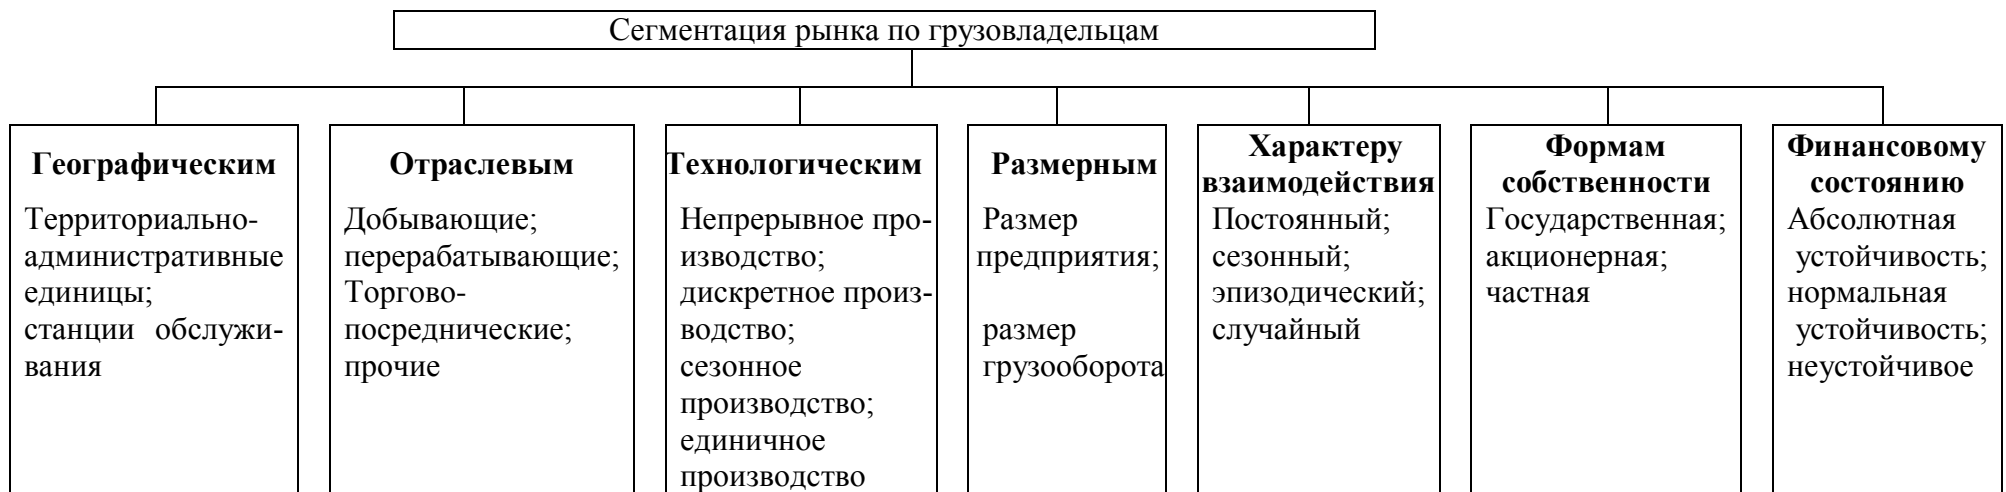 Сегментация рынка по грузовладельцам
Географическим
Территориально-
административные
единицы;
станции обслужи-
вания
Отраслевым
Добывающие;
перерабатывающие;
Торгово-
посреднические;
прочие
Технологическим
Непрерывное про-
изводство;
дискретное произ-
водство;
сезонное
производство;
единичное
производство
Размерным
Размер
предприятия;
размер
грузооборота
Характеру
взаимодействия
Постоянный;
сезонный;
эпизодический;
случайный
Формам
собственности
Государственная;
акционерная;
частная
Финансовому
состоянию
Абсолютная
устойчивость;
нормальная
устойчивость;
неустойчивое